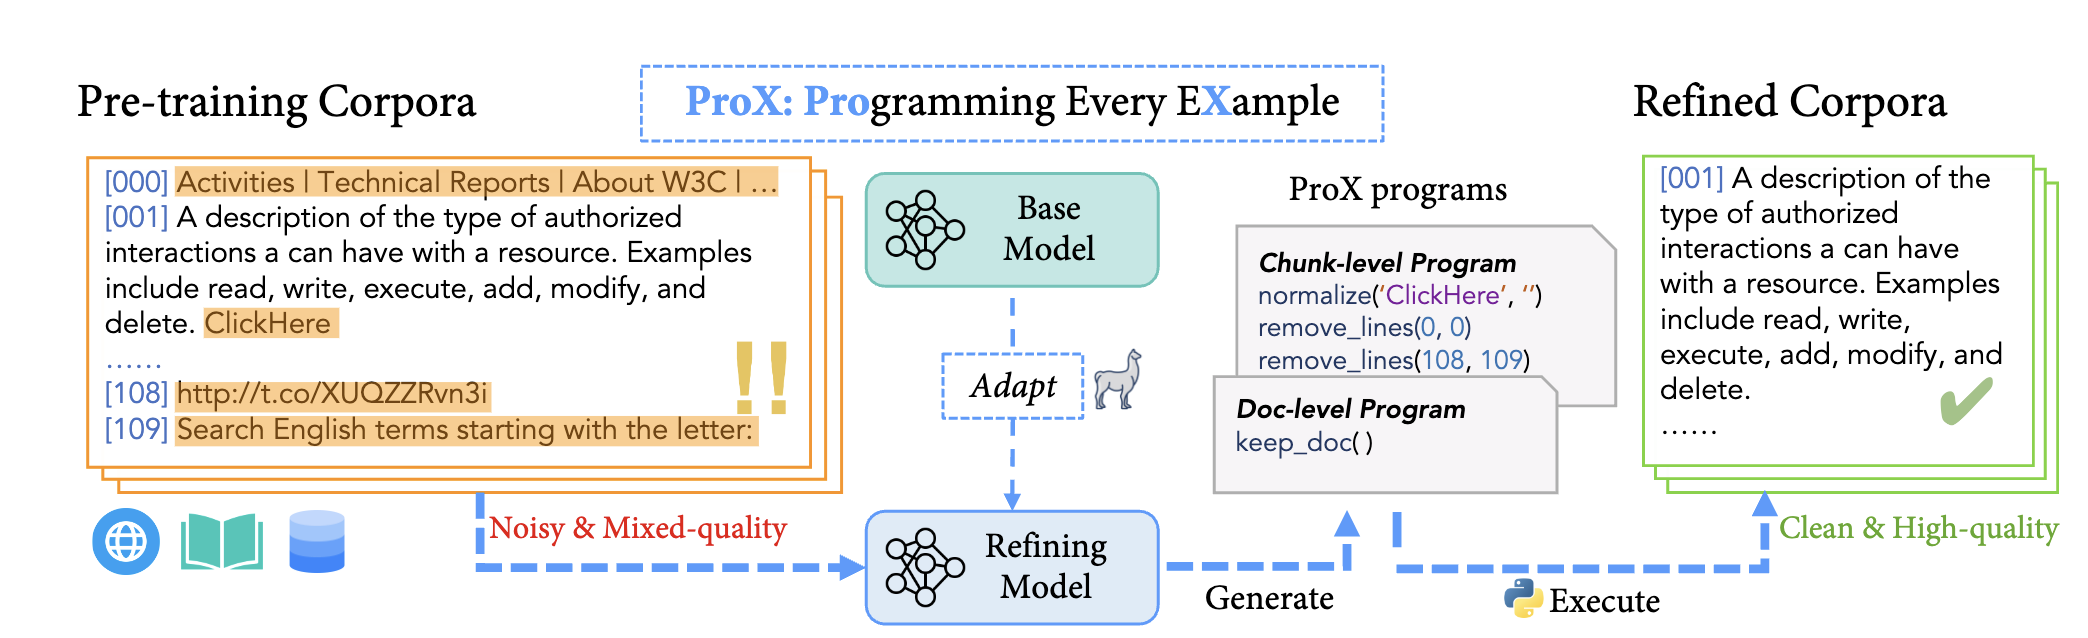 Pre-training Corpora
ProX: Programming Every EXample
Refined Corpora
[000] Activities | Technical Reports | About W3C | ...
[001] A description of the type of authorized
interactions a can have with a resource. Examples
include read, write, execute, add, modify, and
delete. ClickHere
......
[108] http://t.co/XUQZZRvn3i
[109] Search English terms starting with the letter:
!!
Noisy & Mixed-quality
Base
Model
Adapt
Refining
Model
Generate
ProX programs
Chunk-level Program
normalize(‘ClickHere’, ‘’)
remove_lines(0, 0)
remove_lines(108, 109)
Doc-level Program
keep_doc( )
Execute
[001] A description of the
type of authorized
interactions a can have
with a resource. Examples
include read, write,
execute, add, modify, and
delete.
......
Clean & High-quality